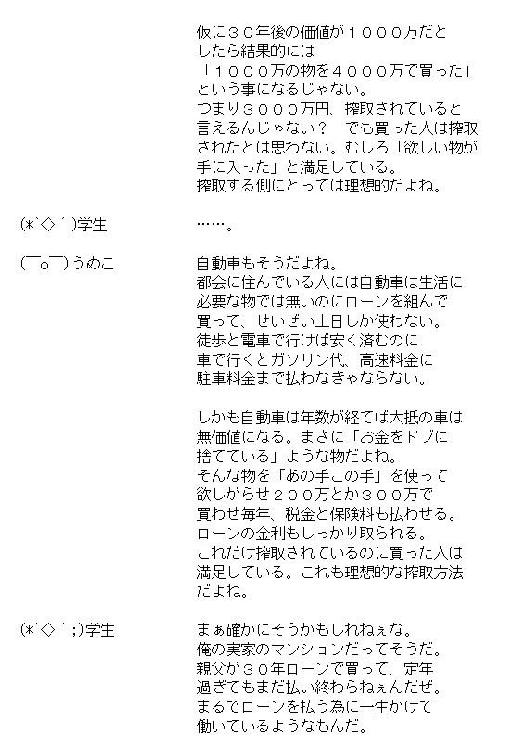 仮に３０年後の価値が１０００万だと
したら結果的には
「１０００万の物を４０００万で買った」
という事になるじゃない。
つまり３０００万円、搾取されていると
言えるんじゃない？　でも買った人は搾取
されたとは思わない。むしろ「欲しい物が
手に入った」と満足している。
搾取する側にとっては理想的だよね。
(*`<>´)学生　……。
(￣o￣)うめこ　自動車もそうだよね。
都会に住んでいる人には自動車は生活に
必要な物では無いのにローンを組んで
買って、せいぜい土日しか使わない。
徒歩と電車で行けば安く済むのに
車で行くとガソリン代、高速料金に
駐車料金まで払わなきゃならない。
しかも自動車は年数が経てば大抵の車は
無価値になる。まさに「お金をドブに
捨てている」ような物だよね。
そんな物を「あの手この手」を使って
欲しがらせ２００万とか３００万で
買わせ毎年、税金と保険料も払わせる。
ローンの金利もしっかり取られる。
これだけ搾取されているのに買った人は
満足している。これも理想的な搾取方法
だよね。
(*`<>´;)学生　まぁ確かにそうかもしれねぇな。
俺の実家のマンションだってそうだ。
親父が３０年ローンで買って、定年
過ぎてもまだ払い終わらねぇんだぜ。
まるでローンを払う為に一生かけて
働いているようなもんだ。